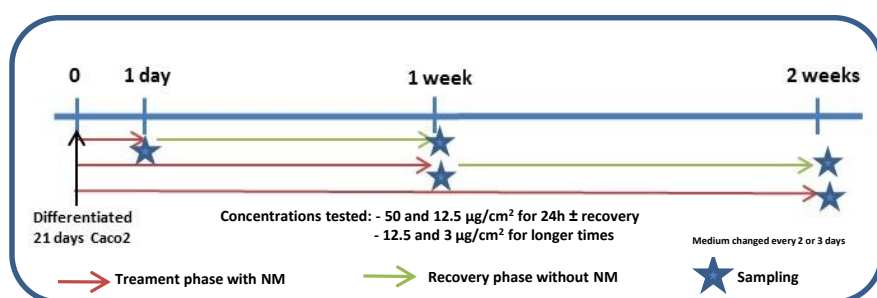 0 1 day 1 week 2 weeks
Differentiated
21 days Caco2
Concentrations tested: - 50 and 12.5 µg/cm² for 24h ± recovery
- 12.5 and 3 µg/cm² for longer times
Medium changed every 2 or 3 days
Treament phase with NM
Recovery phase without NM
Sampling